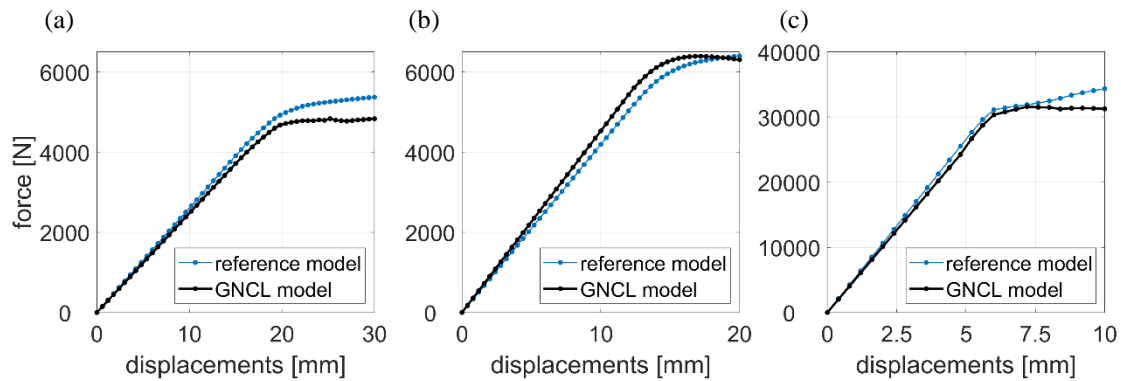 (a)
(b)
(c)
force [N]
6000
4000
2000
0
0
10
20
30
displacements [mm]
reference model
GNCL model
6000
4000
2000
0
0
10
20
displacements [mm]
reference model
GNCL model
40000
30000
20000
10000
0
0
2.5
5
7.5
10
displacements [mm]
reference model
GNCL model